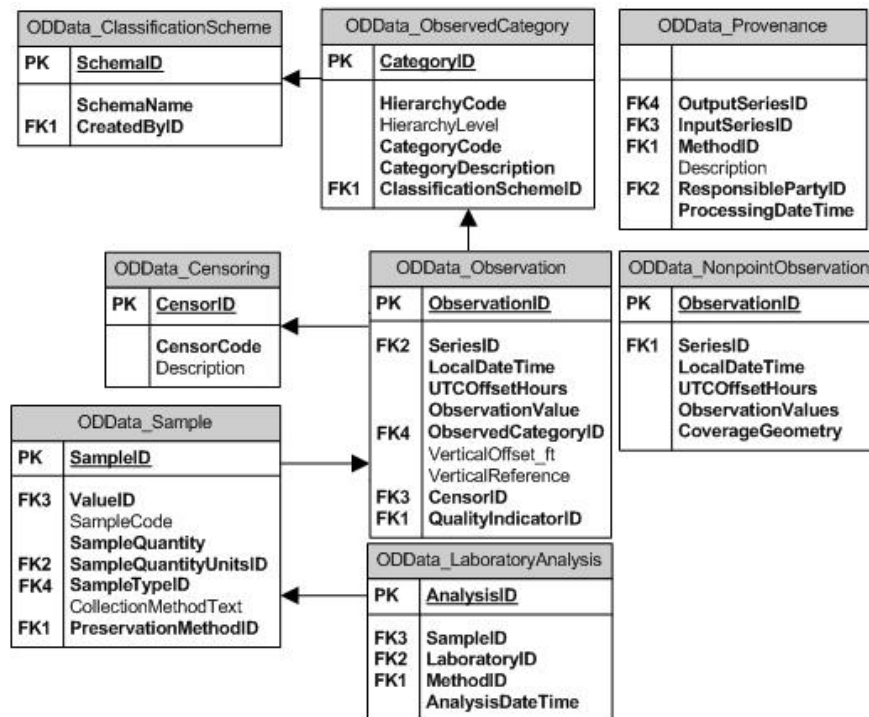 ODData_ClassificationScheme
PK SchemaID
SchemaName
FK1 CreatedByID
ODData_ObservedCategory
PK CategoryID
HierarchyCode
HierarchyLevel
CategoryCode
CategoryDescription
FK1 ClassificationSchemeID
ODData_Provenance
FK4 OutputSeriesID
FK3 InputSeriesID
FK1 MethodID
Description
FK2 ResponsiblePartyID
ProcessingDateTime
ODData_Censoring
PK CensorID
CensorCode
Description
ODData_Observation
PK ObservationID
FK2 SeriesID
LocalDateTime
UTCOffsetHours
ObservationValue
FK4 ObservedCategoryID
VerticalOffset_ft
VerticalReference
FK3 CensorID
FK1 QualityIndicatorID
ODData_NonpointObservation
PK ObservationID
FK1 SeriesID
LocalDateTime
UTCOffsetHours
ObservationValues
CoverageGeometry
ODData_Sample
PK SampleID
FK3 ValueID
SampleCode
SampleQuantity
FK2 SampleQuantityUnitsID
FK4 SampleTypeID
CollectionMethodText
FK1 PreservationMethodID
ODData_LaboratoryAnalysis
PK AnalysisID
FK3 SampleID
FK2 LaboratoryID
FK1 MethodID
AnalysisDateTime